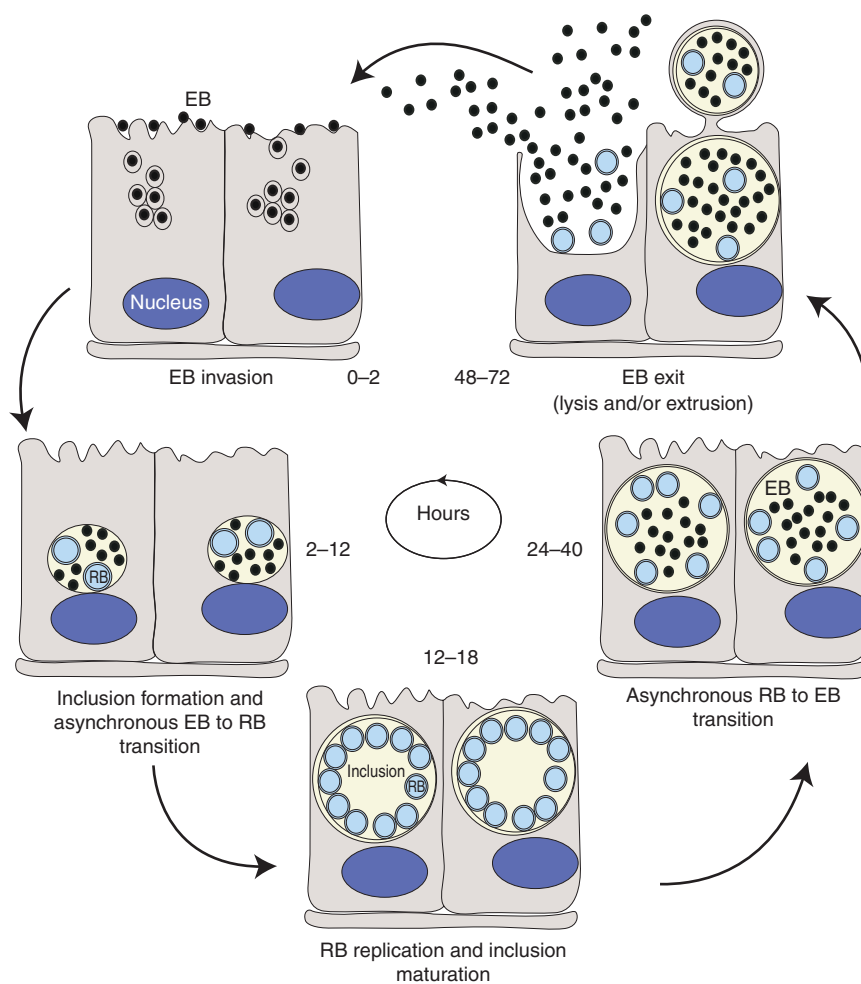 EB
Nucleus
EB invasion
0–2
48–72
EB exit
(lysis and/or extrusion)
Hours
RB
2–12
24–40
EB
Inclusion formation and
asynchronous EB to RB
transition
12–18
Asynchronous RB to EB
transition
Inclusion
RB
RB replication and inclusion
maturation